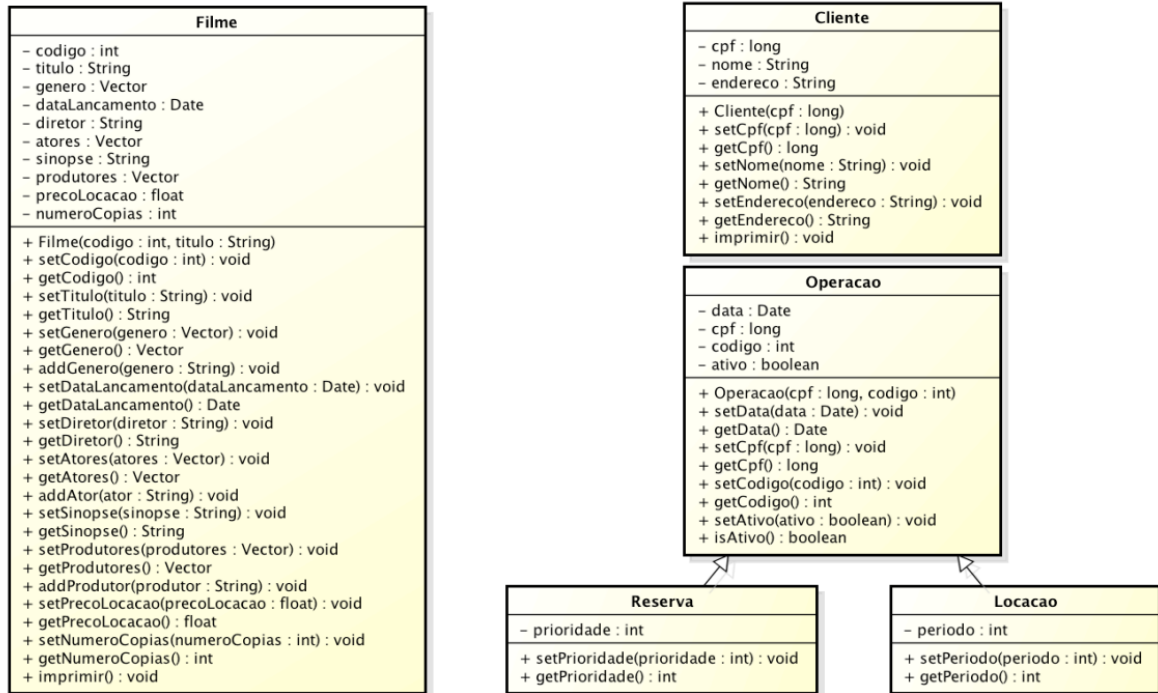 Filme
– codigo : int
– titulo : String
– genero : Vector
– dataLancamento : Date
– diretor : String
– atores : Vector
– sinopse : String
– produtores : Vector
– precoLocacao : float
– numeroCopias : int
+ Filme(codigo : int, titulo : String)
+ setCodigo(codigo : int) : void
+ getCodigo() : int
+ setTitulo(titulo : String) : void
+ getTitulo() : String
+ setGenero(genero : Vector) : void
+ getGenero() : Vector
+ addGenero(genero : String) : void
+ setDataLancamento(dataLancamento : Date) : void
+ getDataLancamento() : Date
+ setDiretor(diretor : String) : void
+ getDiretor() : String
+ setAtores(atores : Vector) : void
+ getAtores() : Vector
+ addAtor(ator : String) : void
+ setSinopse(sinopse : String) : void
+ getSinopse() : String
+ setProdutores(produtores : Vector) : void
+ getProdutores() : Vector
+ addProdutor(produtor : String) : void
+ setPrecoLocacao(precoLocacao : float) : void
+ getPrecoLocacao() : float
+ setNumeroCopias(numeroCopias : int) : void
+ getNumeroCopias() : int
+ imprimir() : void
Cliente
– cpf : long
– nome : String
– endereco : String
+ Cliente(cpf : long)
+ setCpf(cpf : long) : void
+ getCpf() : long
+ setNome(nome : String) : void
+ getNome() : String
+ setEndereco(endereco : String) : void
+ getEndereco() : String
+ imprimir() : void
Operacao
– data : Date
– cpf : long
– codigo : int
– ativo : boolean
+ Operacao(cpf : long, codigo : int)
+ setData(data : Date) : void
+ getData() : Date
+ setCpf(cpf : long) : void
+ getCpf() : long
+ setCodigo(codigo : int) : void
+ getCodigo() : int
+ setAtivo(ativo : boolean) : void
+ isAtivo() : boolean
Reserva
– prioridade : int
+ setPrioridade(prioridade : int) : void
+ getPrioridade() : int
Locacao
– periodo : int
+ setPeriodo(periodo : int) : void
+ getPeriodo() : int